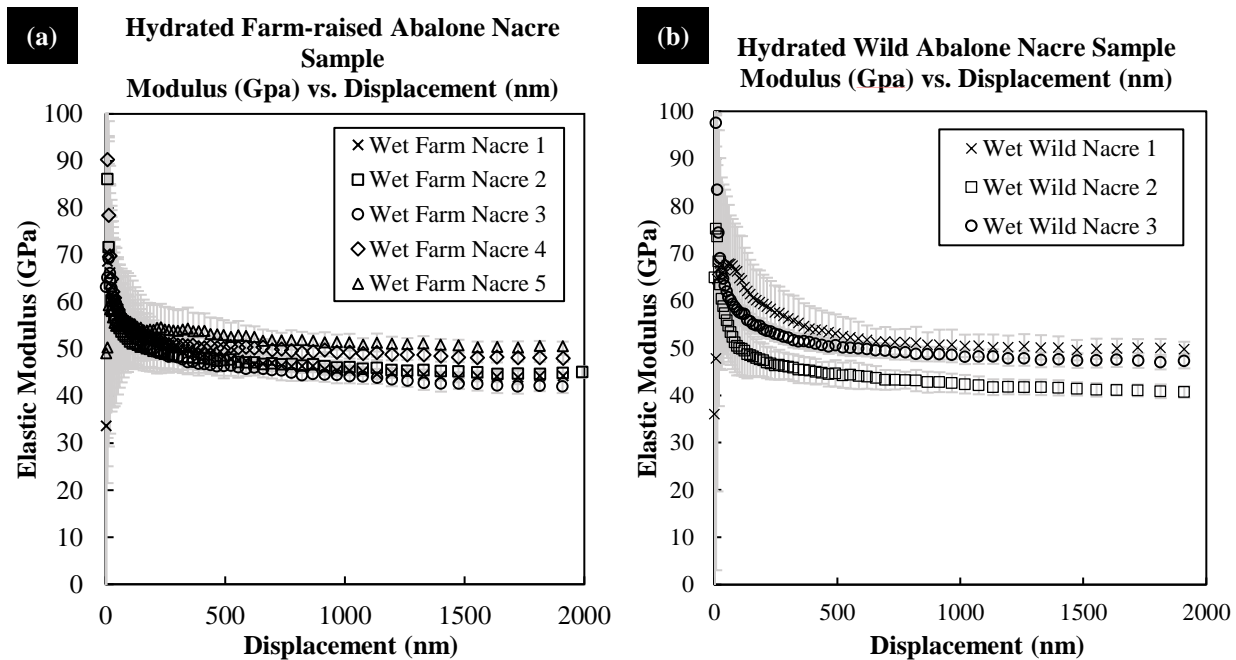 (a)
Hydrated Farm-raised Abalone Nacre
Sample
Modulus (Gpa) vs. Displacement (nm)
Elastic Modulus (GPa)
100
90
80
70
60
50
40
30
20
10
0
Wet Farm Nacre 1
Wet Farm Nacre 2
Wet Farm Nacre 3
Wet Farm Nacre 4
Wet Farm Nacre 5
0
500
1000
1500
2000
Displacement (nm)
(b)
Hydrated Wild Abalone Nacre Sample
Modulus (Gpa) vs. Displacement (nm)
Elastic Modulus (GPa)
100
90
80
70
60
50
40
30
20
10
0
Wet Wild Nacre 1
Wet Wild Nacre 2
Wet Wild Nacre 3
0
500
1000
1500
2000
Displacement (nm)